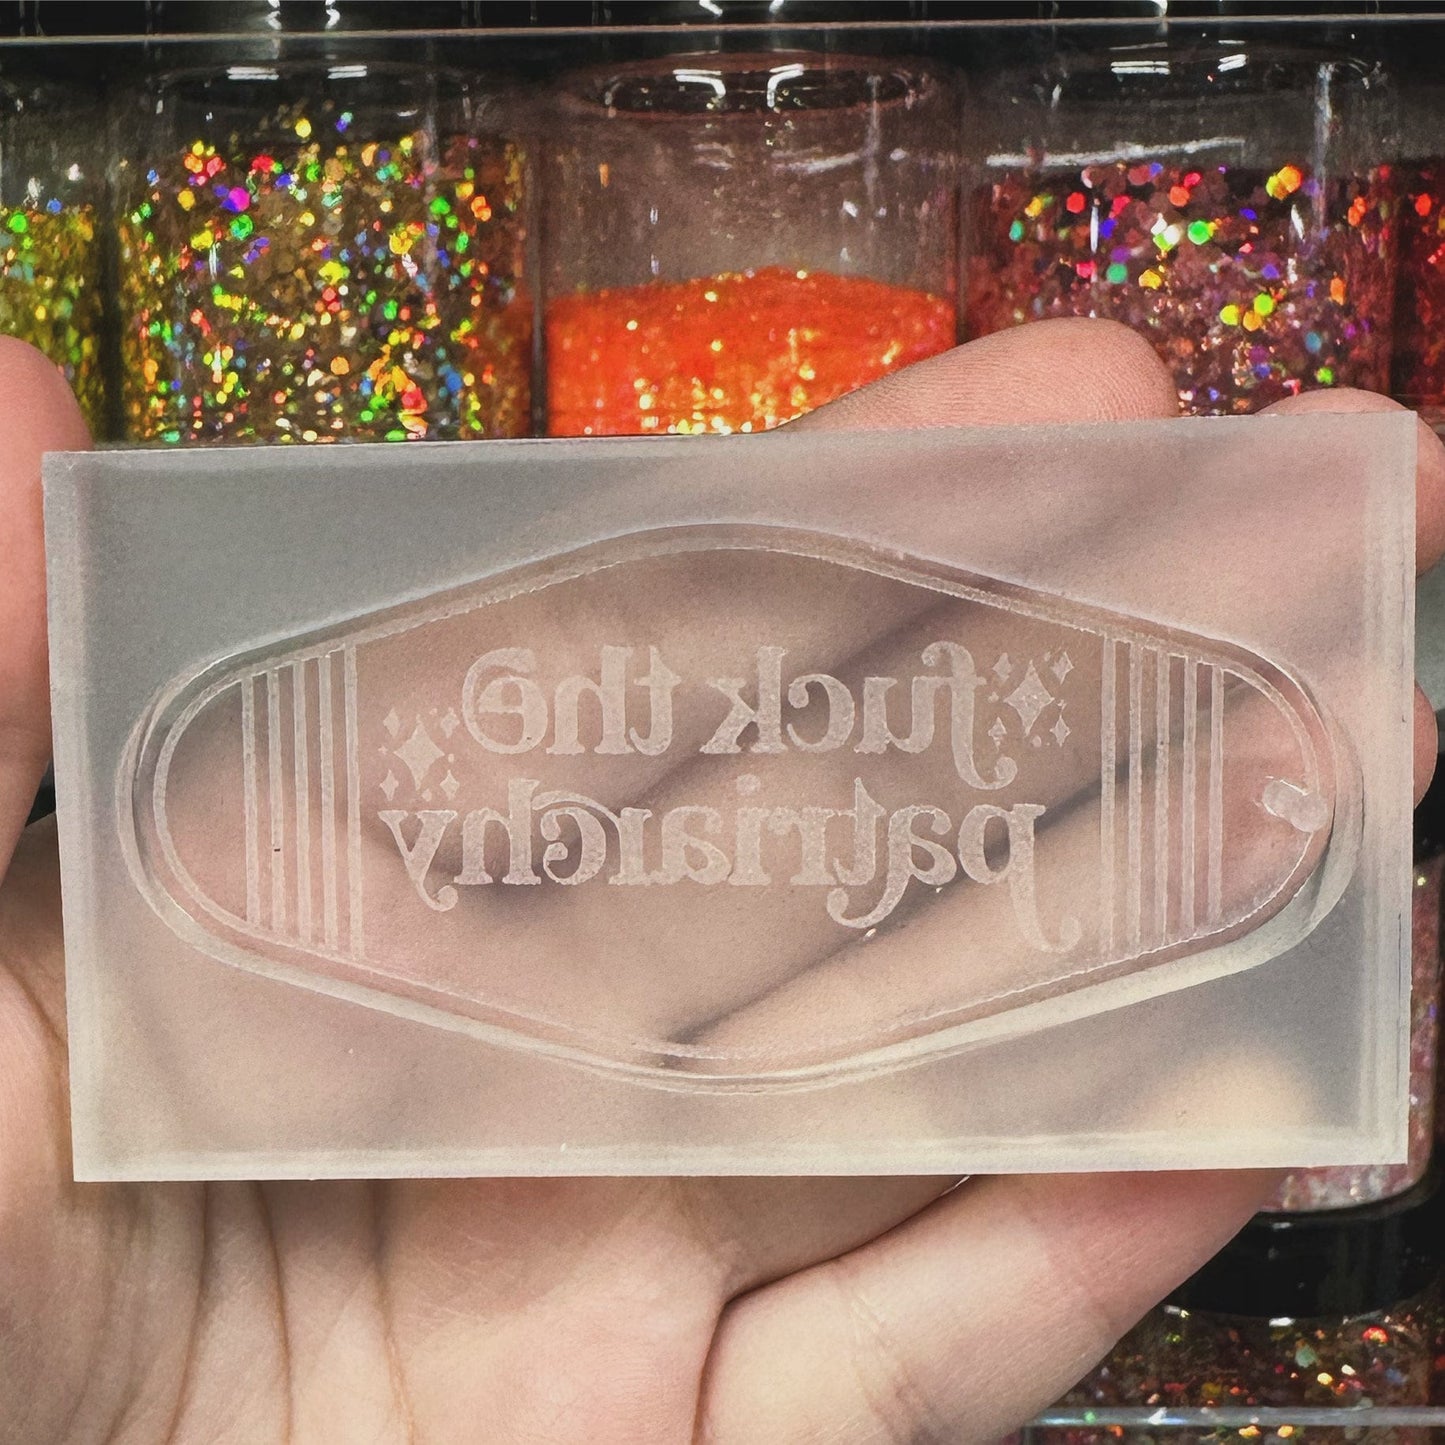 fuck the
patriarchy